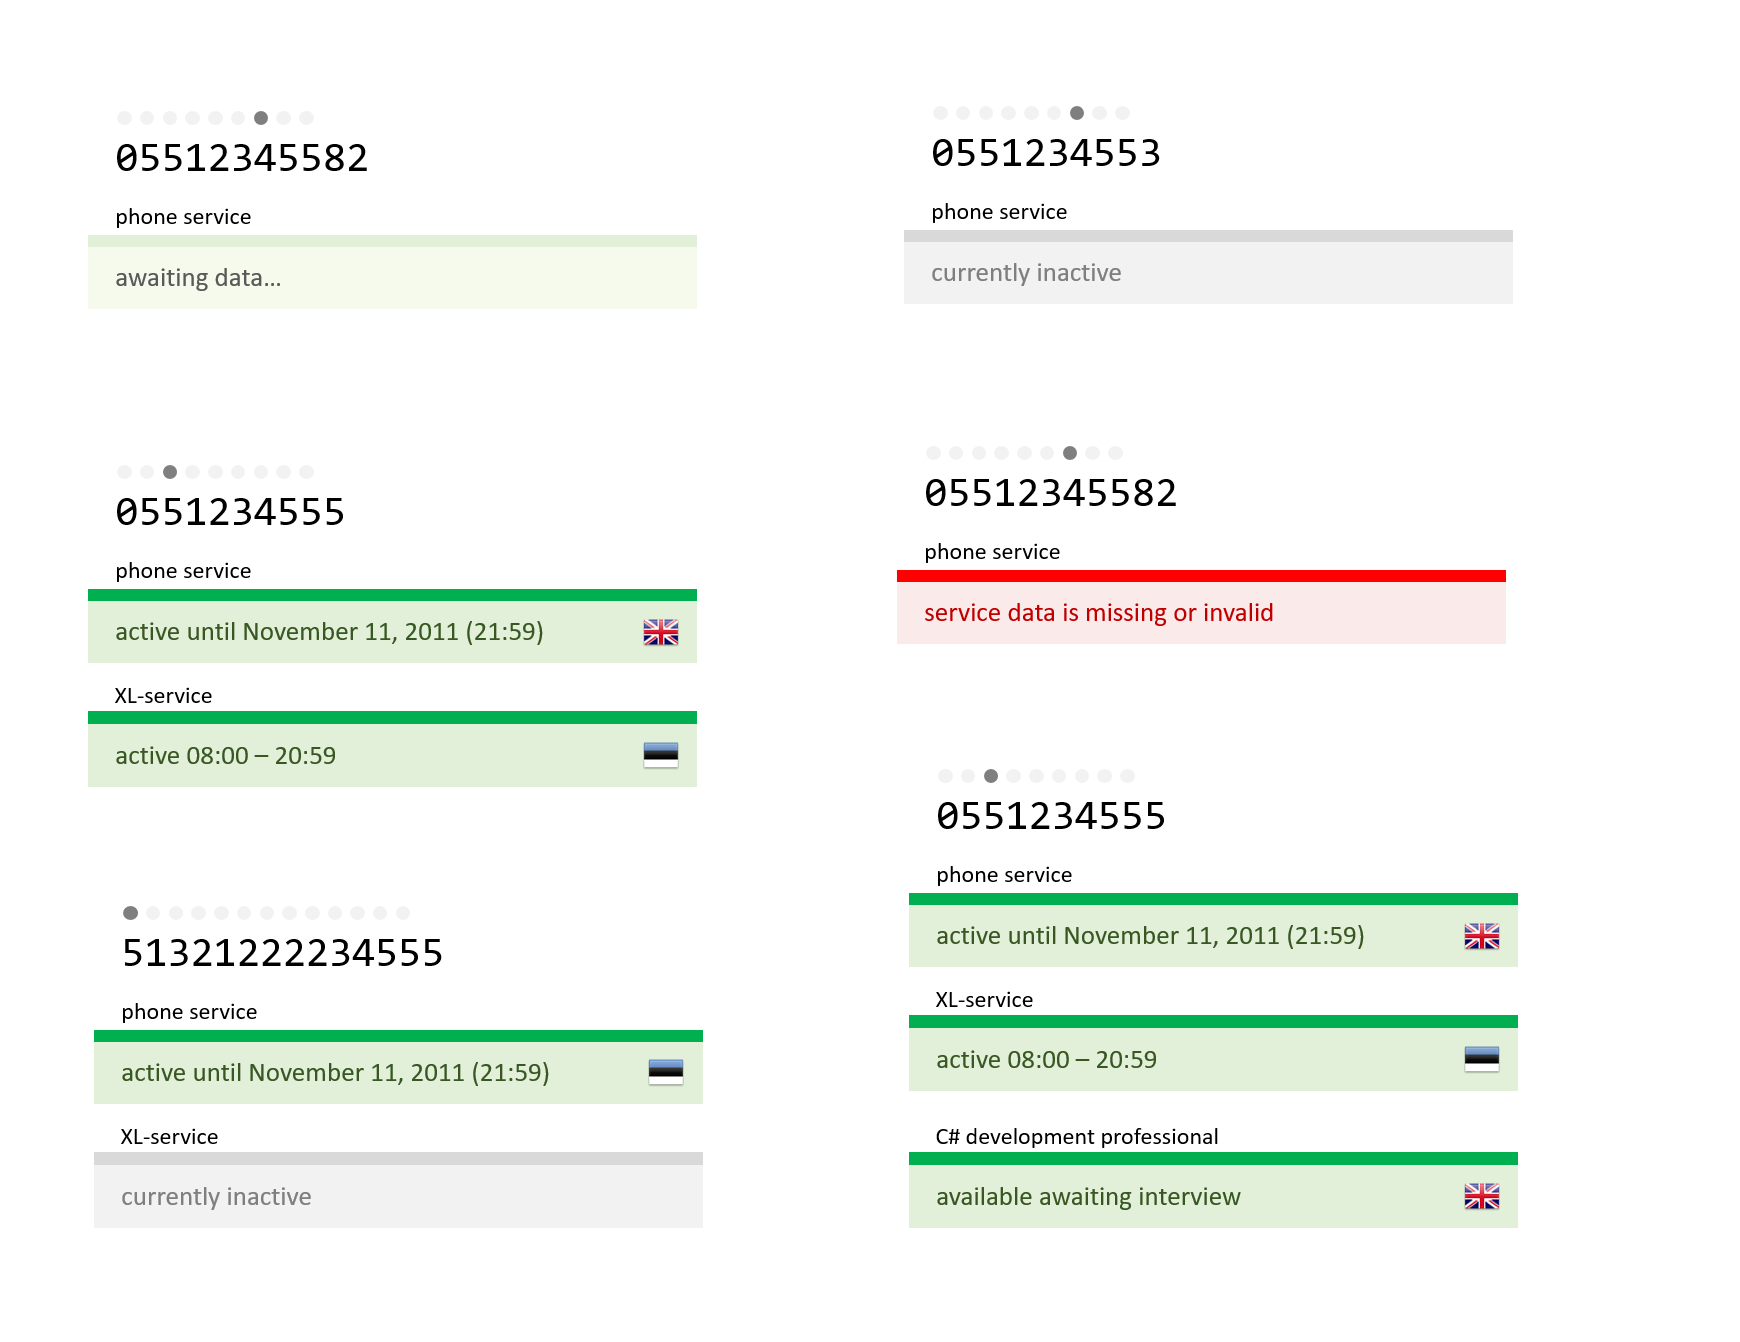 05512345582
phone service
awaiting data...
0551234555
phone service
active until November 11, 2011 (21:59)
XL-service
active 08:00 – 20:59
51321222234555
phone service
active until November 11, 2011 (21:59)
XL-service
currently inactive
0551234553
phone service
currently inactive
05512345582
phone service
service data is missing or invalid
0551234555
phone service
active until November 11, 2011 (21:59)
XL-service
active 08:00 – 20:59
C# development professional
available awaiting interview